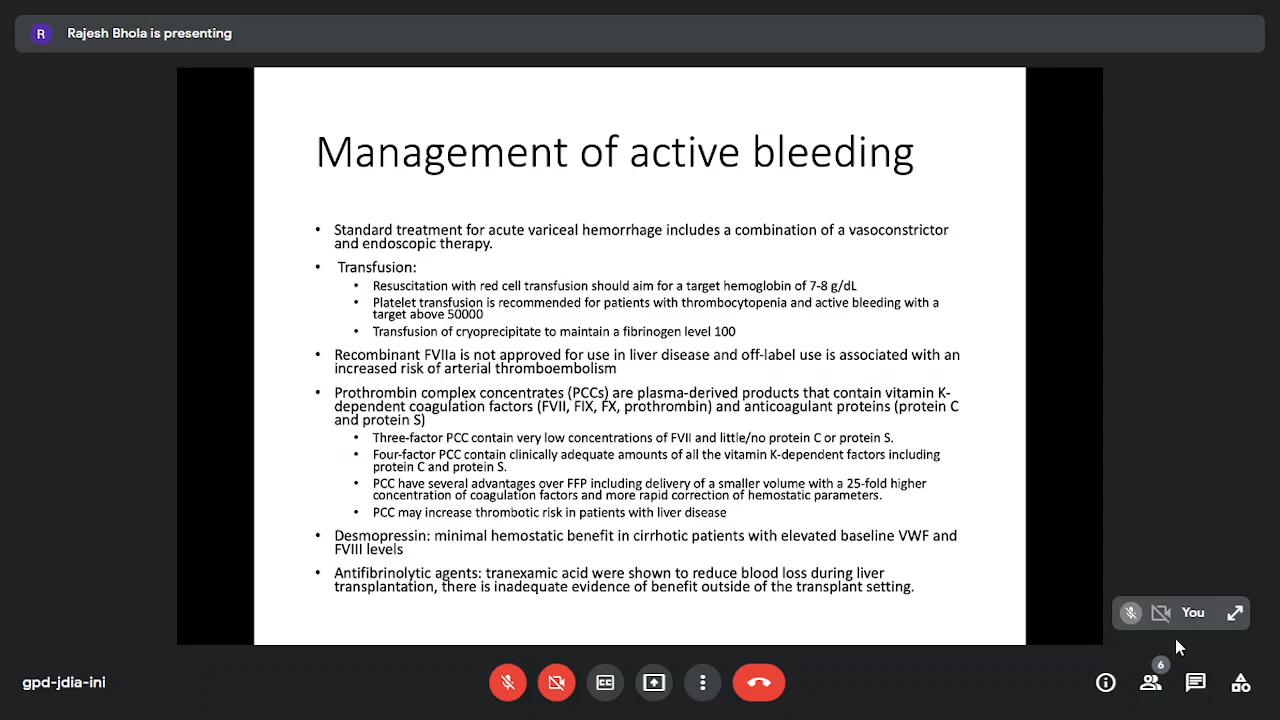 R
Rajesh Bhola is presenting
Management of active bleeding
• Standard treatment for acute variceal hemorrhage includes a combination of a vasoconstrictor
and endoscopic therapy.
• Transfusion:
• Resuscitation with red cell transfusion should aim for a target hemoglobin of 7-8 g/dL
• Platelet transfusion is recommended for patients with thrombocytopenia and active bleeding with a
target above 50000
• Transfusion of cryoprecipitate to maintain a fibrinogen level 100
• Recombinant FVIIa is not approved for use in liver disease and off-label use is associated with an
increased risk of arterial thromboembolism
• Prothrombin complex concentrates (PCCs) are plasma-derived products that contain vitamin K-
dependent coagulation factors (FVII, FIX, FX, prothrombin) and anticoagulant proteins (protein C
and protein S)
• Three-factor PCC contain very low concentrations of FVII and little/no protein C or protein S.
• Four-factor PCC contain clinically adequate amounts of all the vitamin K-dependent factors including
protein C and protein S.
• PCC have several advantages over FFP including delivery of a smaller volume with a 25-fold higher
concentration of coagulation factors and more rapid correction of hemostatic parameters.
• PCC may increase thrombotic risk in patients with liver disease
• Desmopressin: minimal hemostatic benefit in cirrhotic patients with elevated baseline VWF and
FVIII levels
• Antifibrinolytic agents: tranexamic acid were shown to reduce blood loss during liver
transplantation, there is inadequate evidence of benefit outside of the transplant setting.
You
6
gpd-jdia-ini
CC